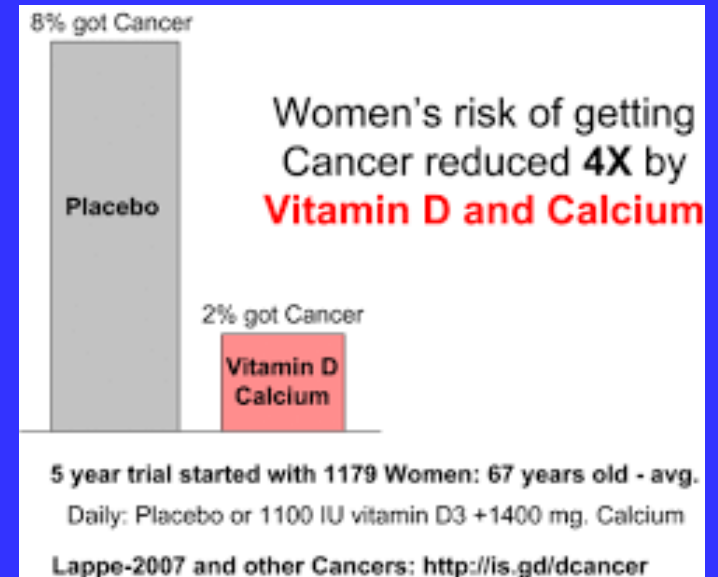 8% got Cancer
Women's risk of getting
Cancer reduced 4X by
Vitamin D and Calcium
Placebo
2% got Cancer
Vitamin D
Calcium
5 year trial started with 1179 Women: 67 years old - avg.
Daily: Placebo or 1100 IU vitamin D3 +1400 mg. Calcium
Lappe-2007 and other Cancers: http://is.gd/dcancer